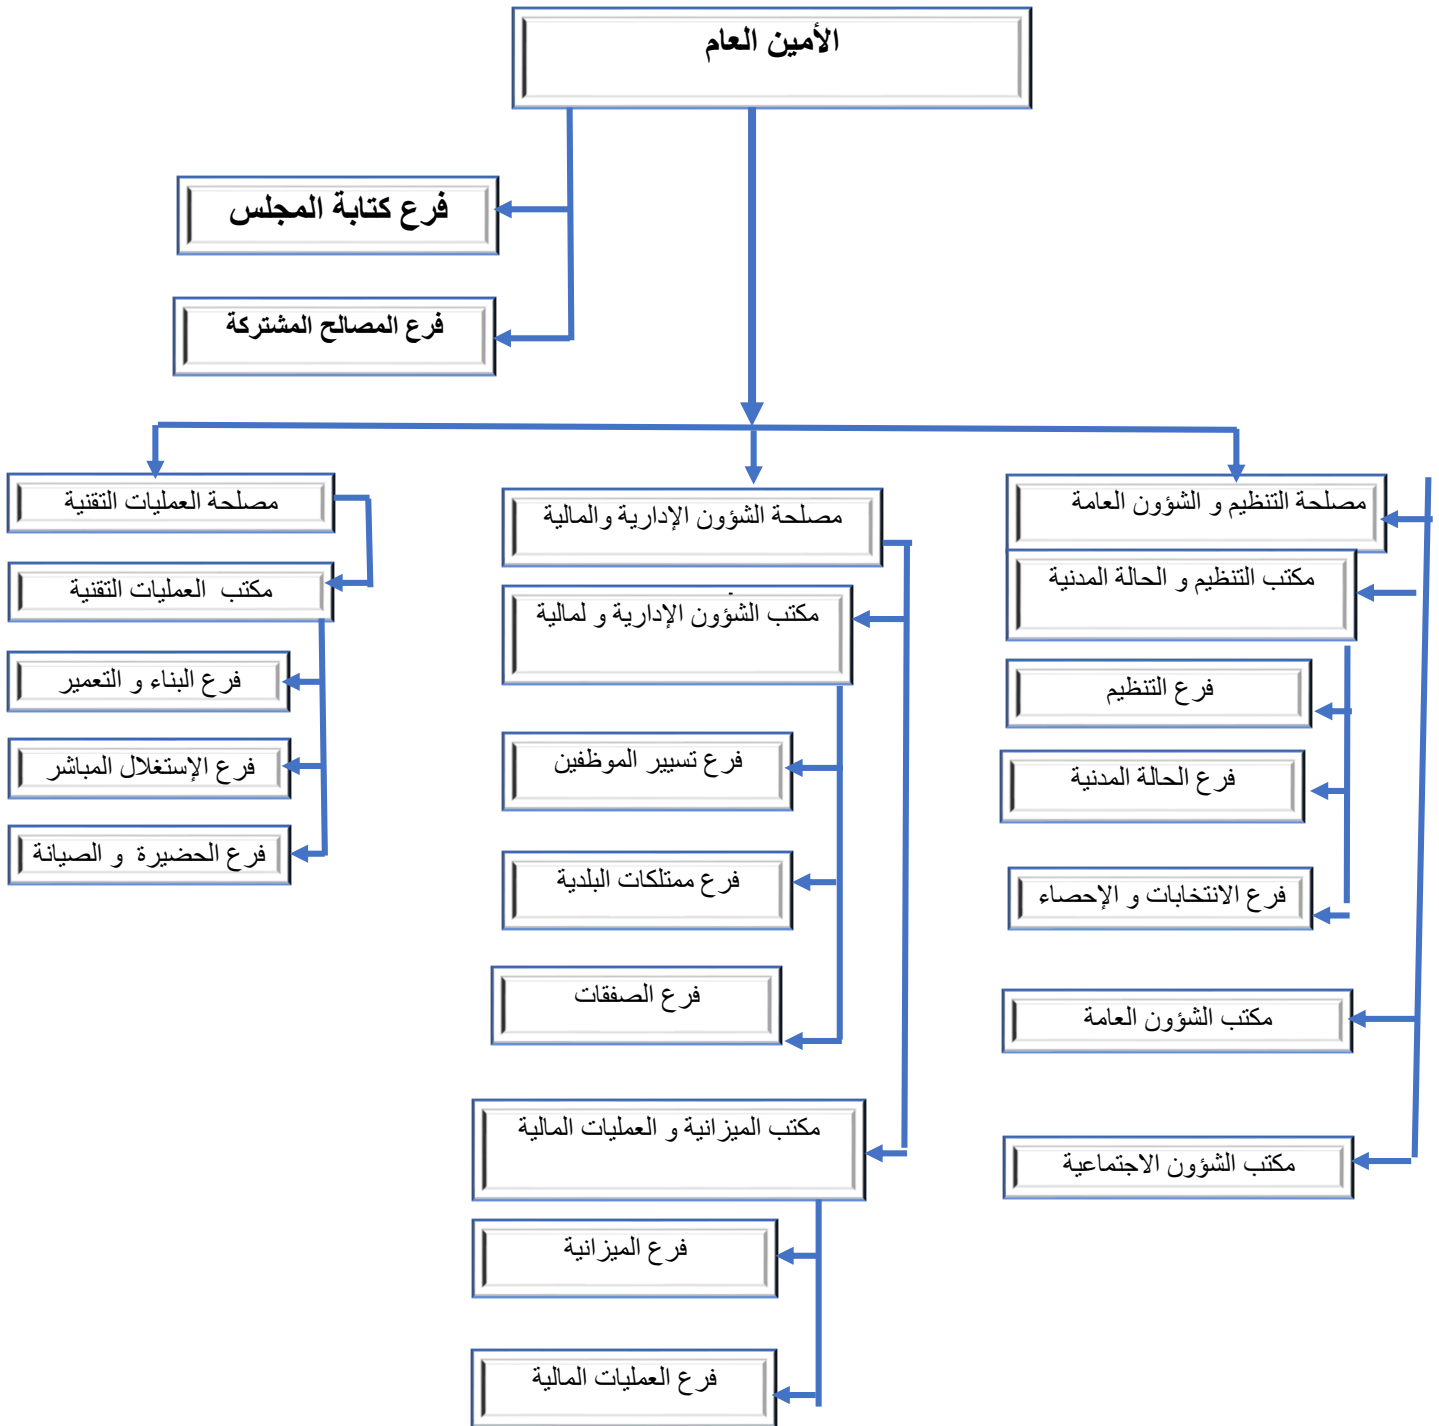 الأمين العام
فرع كتابة المجلس
فرع المصالح المشتركة
مصلحة التنظيم و الشؤون العامة
مكتب التنظيم و الحالة المدنية
فرع التنظيم
فرع الحالة المدنية
فرع الانتخابات و الإحصاء
مكتب الشؤون العامة
مكتب الشؤون الاجتماعية
مصلحة الشؤون الإدارية والمالية
مكتب الشؤون الإدارية و لمالية
فرع تسيير الموظفين
فرع ممتلكات البلدية
فرع الصفقات
مكتب الميزانية و العمليات المالية
فرع الميزانية
فرع العمليات المالية
مصلحة العمليات التقنية
مكتب العمليات التقنية
فرع البناء و التعمير
فرع الإستغلال المباشر
فرع الحضيرة و الصيانة